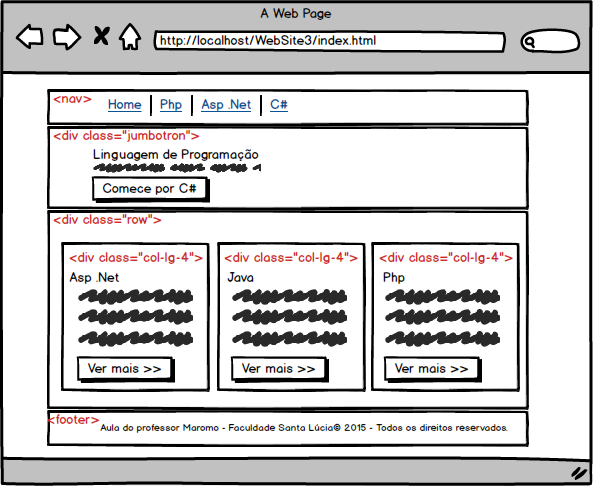 A Web Page
http://localhost/WebSite3/index.html
<nav> Home Php Asp .Net C#
<div class="jumbotron">
Linguagem de Programação
Comece por C#
<div class="row">
<div class="col-lg-4"> <div class="col-lg-4"> <div class="col-lg-4">
Asp .Net Java Php
Ver mais >> Ver mais >> Ver mais >>
<footer> Aula do professor Maromo - Faculdade Santa Lúcia© 2015 - Todos os direitos reservados.